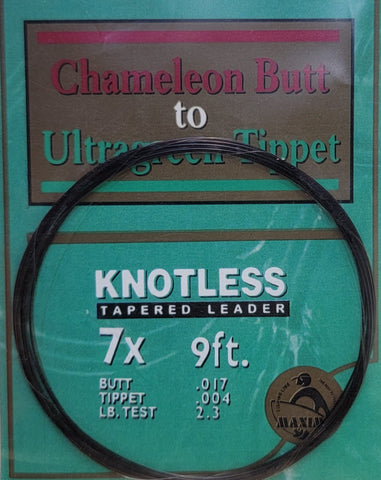 Chameleon Butt
to
Ultragreen Tippet
KNOTLESS
TAPERED LEADER
7x 9ft.
BUTT .017
TIPPET .004
LB. TEST 2.3
MAXIMA